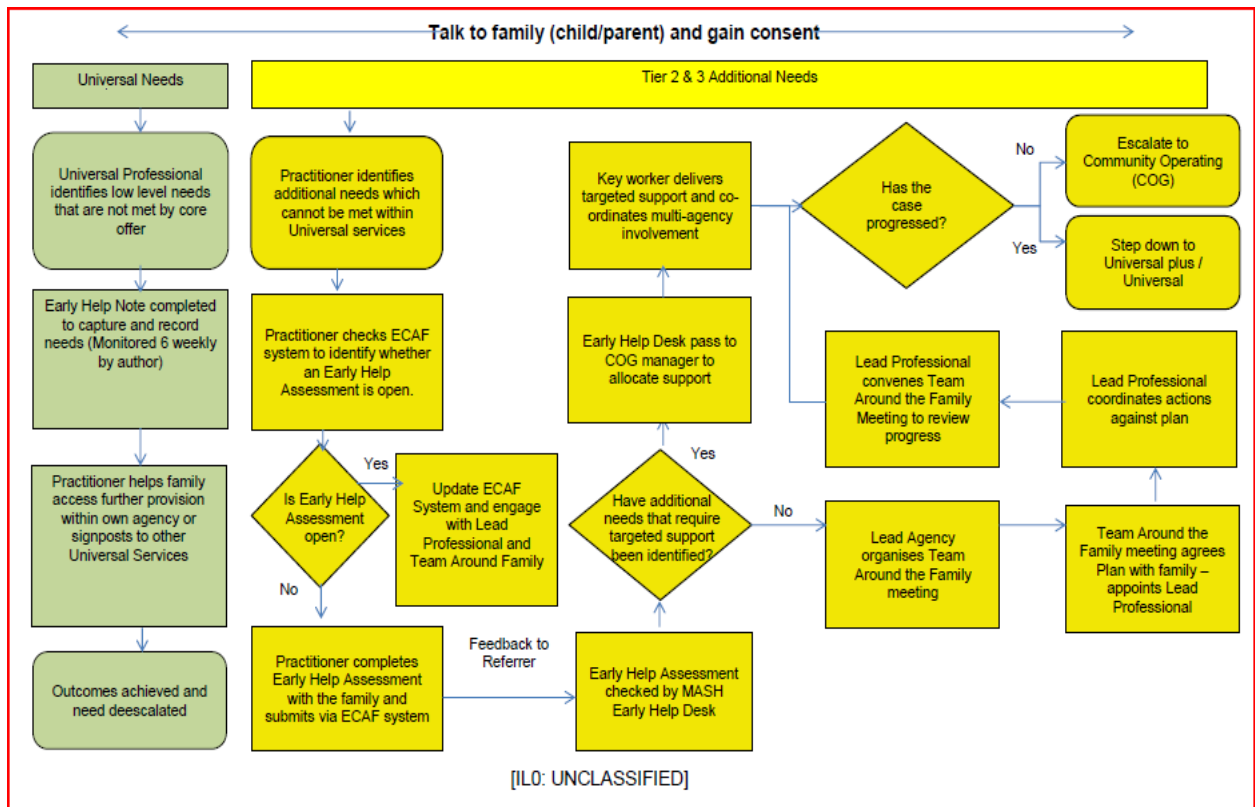 Talk to family (child/parent) and gain consent
Universal Needs
Tier 2 & 3 Additional Needs
Universal Professional
identifies low level needs
that are not met by core
offer
Early Help Note completed
to capture and record
needs (Monitored 6 weekly
by author)
Practitioner helps family
access further provision
within own agency or
signposts to other
Universal Services
Outcomes achieved and
need deescalated
Practitioner identifies
additional needs which
cannot be met within
Universal services
Practitioner checks ECAF
system to identify whether
an Early Help
Assessment is open.
Is Early Help
Assessment
open?
Yes
Update ECAF
System and engage
with Lead
Professional and
Team Around Family
No
Practitioner completes
Early Help Assessment
with the family and
submits via ECAF system
Feedback to
Referrer
Early Help Assessment
checked by MASH
Early Help Desk
Have additional
needs that require
targeted support
been identified?
Yes
Early Help Desk pass to
COG manager to
allocate support
Key worker delivers
targeted support and co-
ordinates multi-agency
involvement
No
Lead Agency
organises Team
Around the Family
meeting
Team Around the
Family meeting agrees
Plan with family –
appoints Lead
Professional
Lead Professional
coordinates actions
against plan
Lead Professional
convenes Team
Around the Family
Meeting to review
progress
Has the
case
progressed?
No
Escalate to
Community Operating
(COG)
Yes
Step down to
Universal plus /
Universal
[IL0: UNCLASSIFIED]